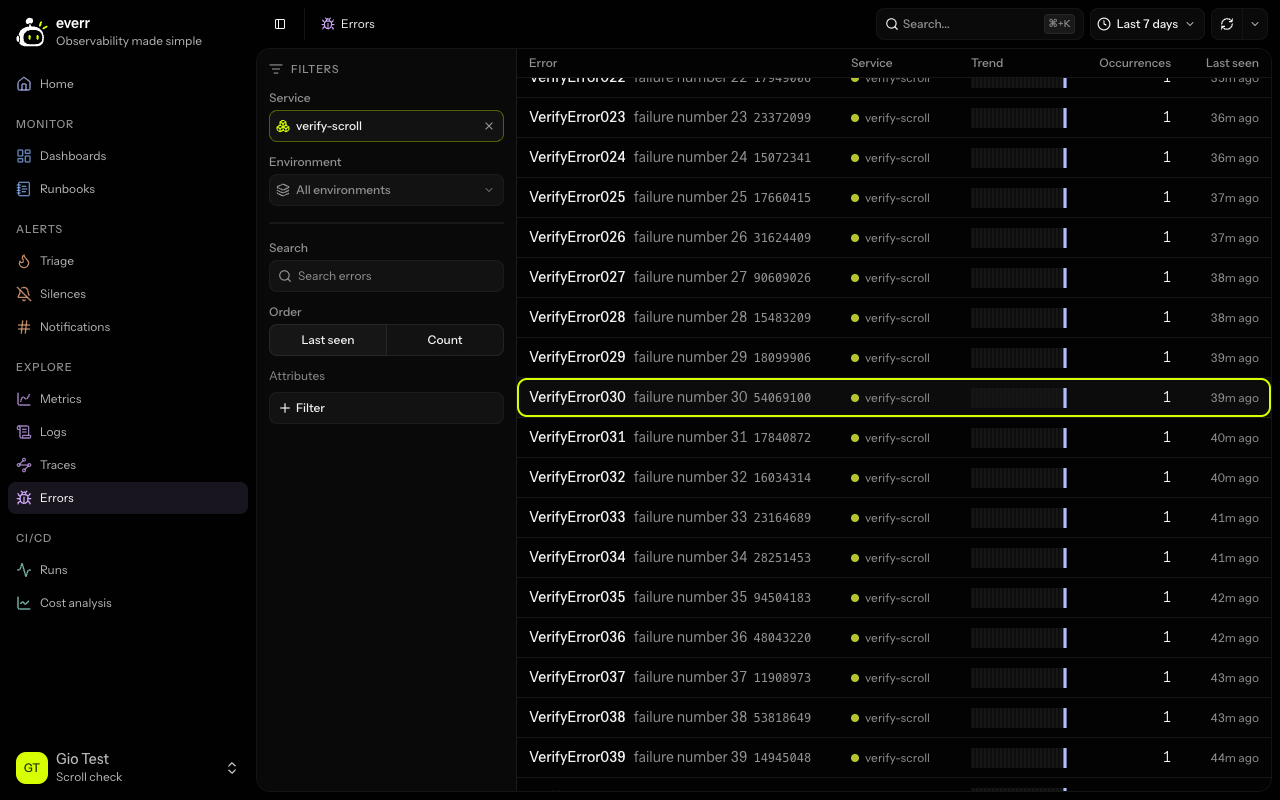 everr
Observability made simple
Home
MONITOR
Dashboards
Runbooks
ALERTS
Triage
Silences
Notifications
EXPLORE
Metrics
Logs
Traces
Errors
CI/CD
Runs
Cost analysis
GT
Gio Test
Scroll check
Errors
Search...
⌘+K
Last 7 days
FILTERS
Service
verify-scroll
Environment
All environments
Search
Search errors
Order
Last seen Count
Attributes
Filter
Error Service Trend Occurrences Last seen
VerifyError022 failure number 22 17949006 verify-scroll 1 35m ago
VerifyError023 failure number 23 23372099 verify-scroll 1 36m ago
VerifyError024 failure number 24 15072341 verify-scroll 1 36m ago
VerifyError025 failure number 25 17660415 verify-scroll 1 37m ago
VerifyError026 failure number 26 31624409 verify-scroll 1 37m ago
VerifyError027 failure number 27 90609026 verify-scroll 1 38m ago
VerifyError028 failure number 28 15483209 verify-scroll 1 38m ago
VerifyError029 failure number 29 18099906 verify-scroll 1 39m ago
VerifyError030 failure number 30 54069100 verify-scroll 1 39m ago
VerifyError031 failure number 31 17840872 verify-scroll 1 40m ago
VerifyError032 failure number 32 16034314 verify-scroll 1 40m ago
VerifyError033 failure number 33 23164689 verify-scroll 1 41m ago
VerifyError034 failure number 34 28251453 verify-scroll 1 41m ago
VerifyError035 failure number 35 94504183 verify-scroll 1 42m ago
VerifyError036 failure number 36 48043220 verify-scroll 1 42m ago
VerifyError037 failure number 37 11908973 verify-scroll 1 43m ago
VerifyError038 failure number 38 53818649 verify-scroll 1 43m ago
VerifyError039 failure number 39 14945048 verify-scroll 1 44m ago